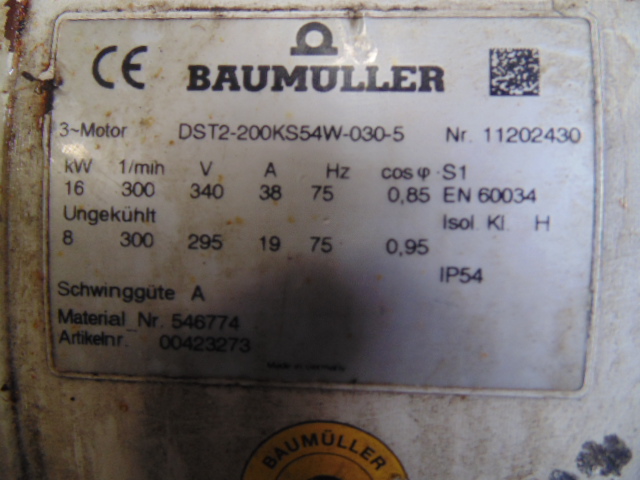 CE BAUMÜLLER
3~Motor DST2-200KS54W-030-5 Nr. 11202430
kW 1/min V A Hz cos φ S1
16 300 340 38 75 0,85 EN 60034
Ungekühlt Isol. Kl. H
8 300 295 19 75 0,95
IP54
Schwinggüte A
Material Nr. 546774
Artikelnr. 00423273
Made in Germany
BAUMÜLLER